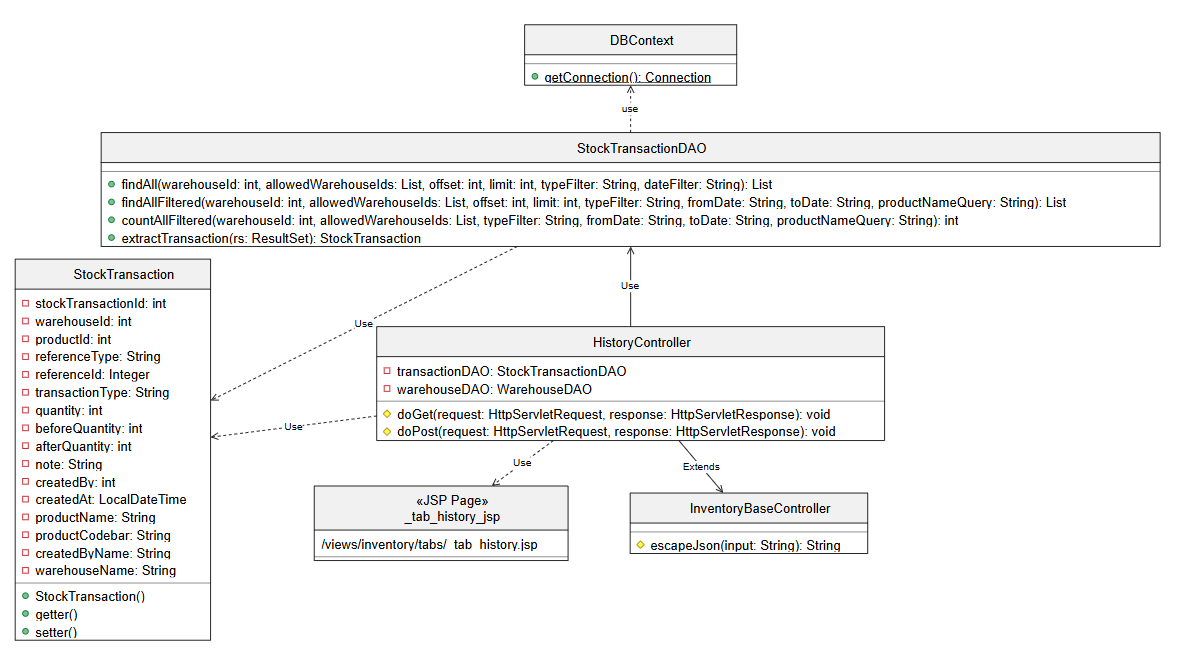 DBContext
getConnection(): Connection
use
StockTransactionDAO
findAll(warehouseId: int, allowedWarehouseIds: List, offset: int, limit: int, typeFilter: String, dateFilter: String): List
findAllFiltered(warehouseId: int, allowedWarehouseIds: List, offset: int, limit: int, typeFilter: String, fromDate: String, toDate: String, productNameQuery: String): List
countAllFiltered(warehouseId: int, allowedWarehouseIds: List, typeFilter: String, fromDate: String, toDate: String, productNameQuery: String): int
extractTransaction(rs: ResultSet): StockTransaction
StockTransaction
stockTransactionId: int
warehouseId: int
productId: int
referenceType: String
referenceId: Integer
transactionType: String
quantity: int
beforeQuantity: int
afterQuantity: int
note: String
createdBy: int
createdAt: LocalDateTime
productName: String
productCodebar: String
createdByName: String
warehouseName: String
StockTransaction()
getter()
setter()
Use
Use
HistoryController
transactionDAO: StockTransactionDAO
warehouseDAO: WarehouseDAO
doGet(request: HttpServletRequest, response: HttpServletResponse): void
doPost(request: HttpServletRequest, response: HttpServletResponse): void
Use
Use
Extends
«JSP Page»
_tab_history_jsp
/views/inventory/tabs/_tab_history.jsp
InventoryBaseController
escapeJson(input: String): String